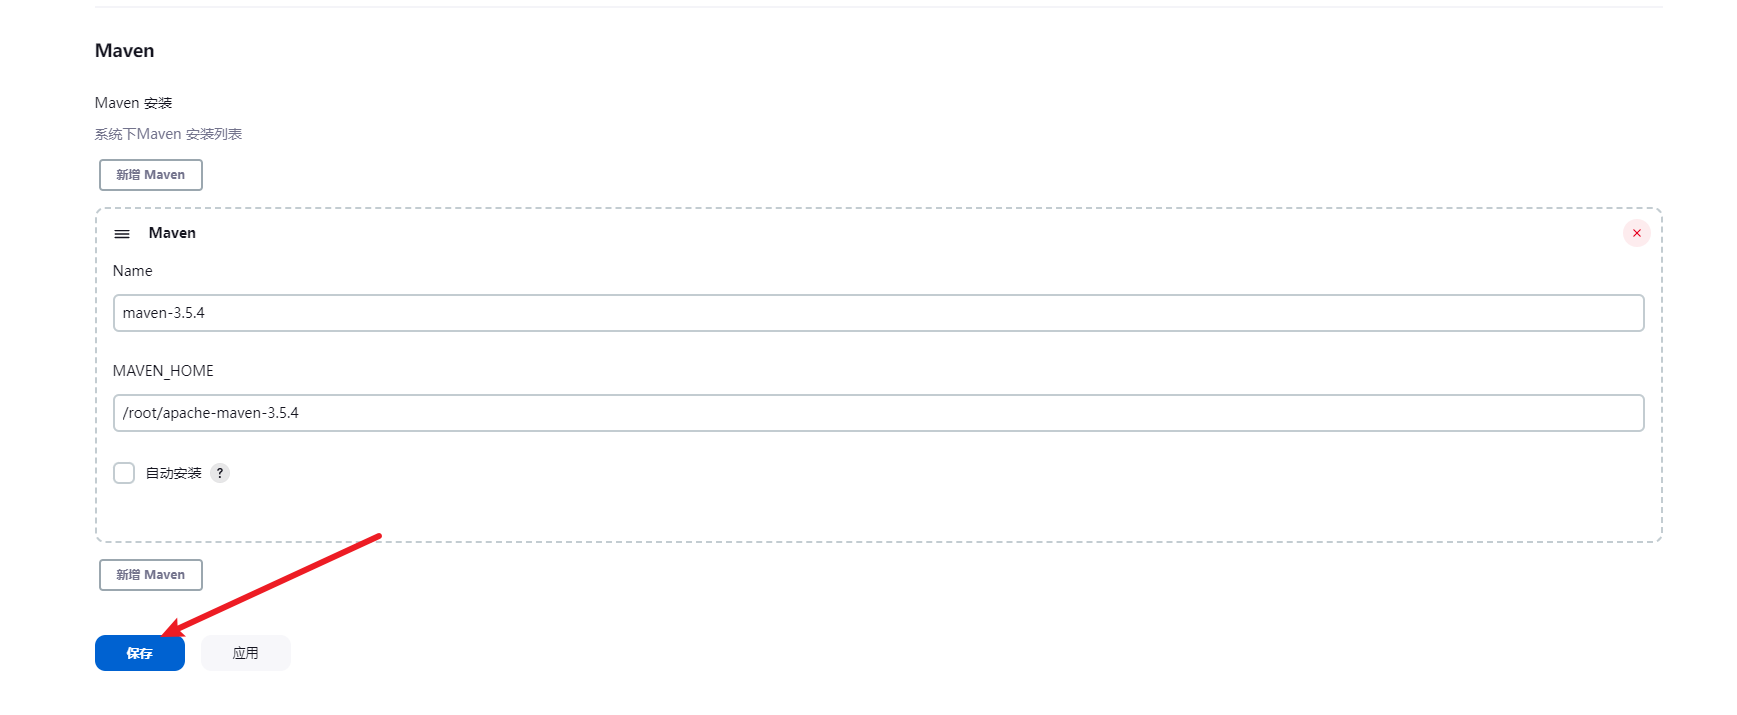 Maven
Maven 安装
系统下Maven 安装列表
新增 Maven
Maven
Name
maven-3.5.4
MAVEN_HOME
/root/apache-maven-3.5.4
自动安装 ?
新增 Maven
保存 应用